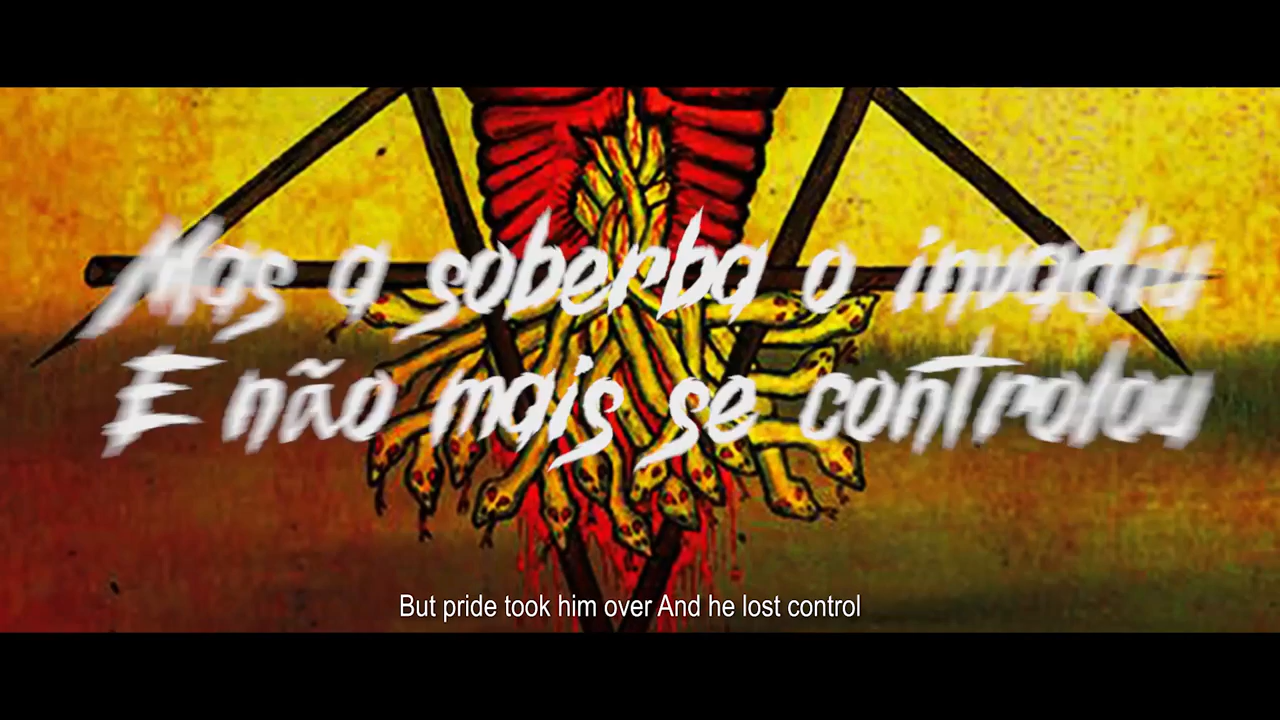 Mas a soberba o invadiu
E não mais se controlou
But pride took him over And he lost control